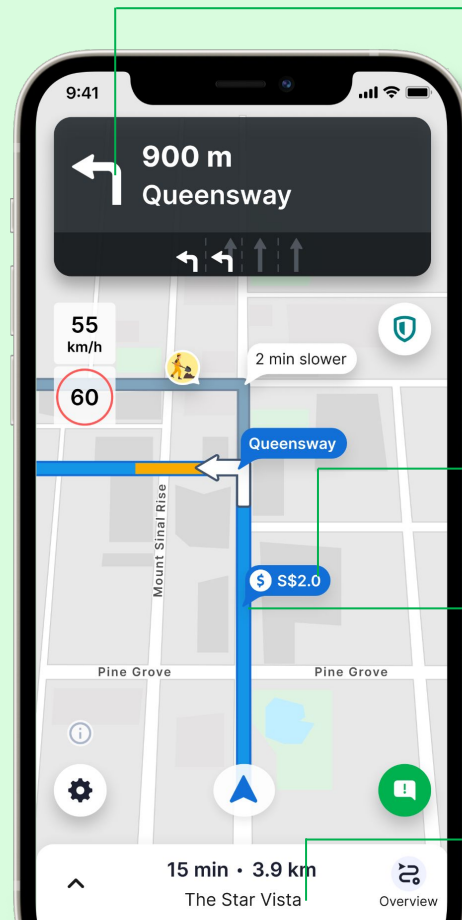 9:41
900 m
Queensway
55
km/h
60
2 min slower
Queensway
Mount Sinal Rise
$ S$2.0
Pine Grove
Pine Grove
15 min • 3.9 km
The Star Vista
Overview